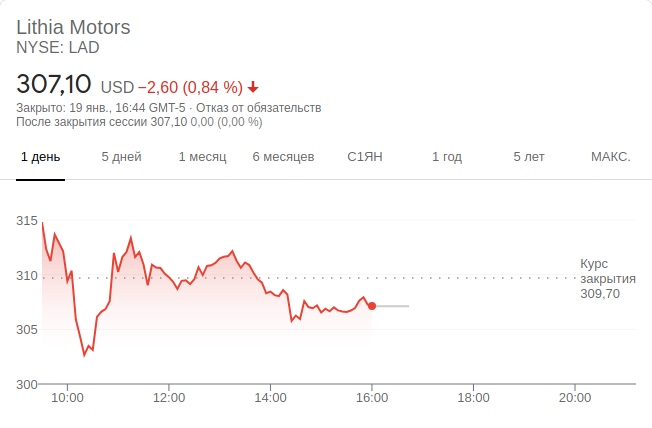 Lithia Motors
NYSE: LAD
307,10 USD −2,60 (0,84 %)
Закрыто: 19 янв., 16:44 GMT-5 · Отказ от обязательств
После закрытия сессии 307,10 0,00 (0,00 %)
1 день 5 дней 1 месяц 6 месяцев С1ЯН 1 год 5 лет МАКС.
315
310
305
300
Курс
закрытия
309,70
10:00 12:00 14:00 16:00 18:00 20:00